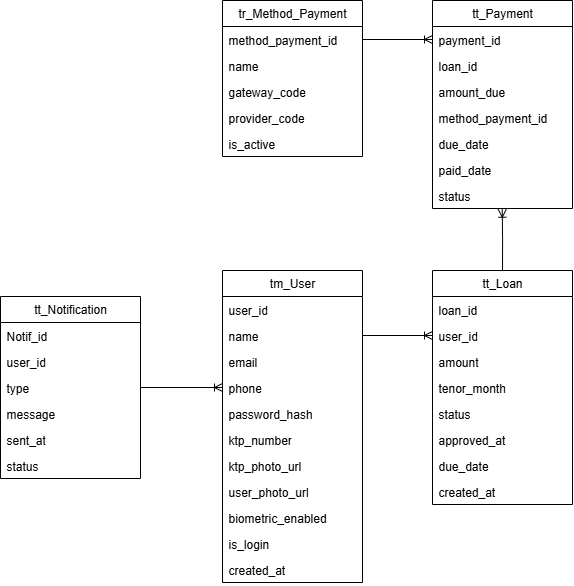 tr_Method_Payment
method_payment_id
name
gateway_code
provider_code
is_active
tt_Payment
payment_id
loan_id
amount_due
method_payment_id
due_date
paid_date
status
tt_Notification
Notif_id
user_id
type
message
sent_at
status
tm_User
user_id
name
email
phone
password_hash
ktp_number
ktp_photo_url
user_photo_url
biometric_enabled
is_login
created_at
tt_Loan
loan_id
user_id
amount
tenor_month
status
approved_at
due_date
created_at